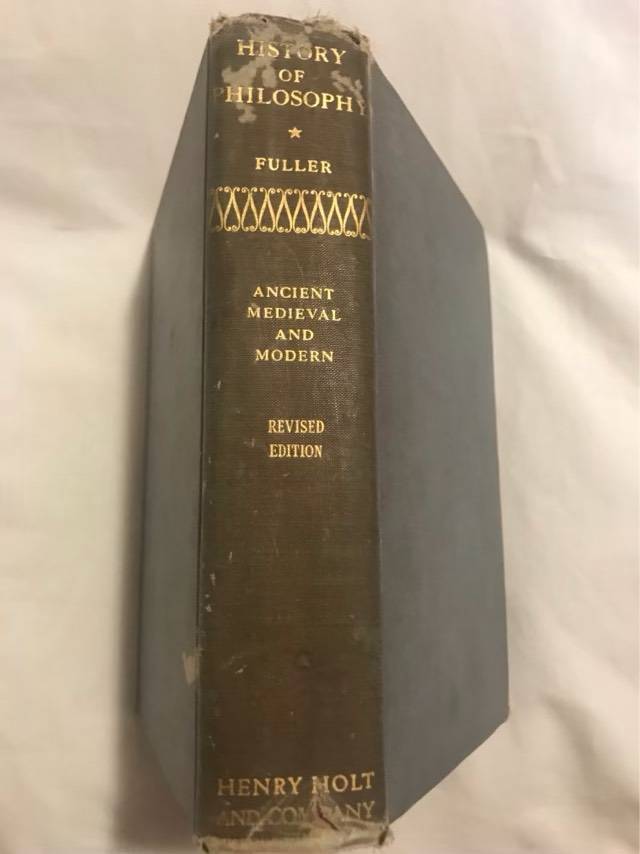 HISTORY
OF
PHILOSOPHY
FULLER
ANCIENT
MEDIEVAL
AND
MODERN
REVISED
EDITION
HENRY HOLT
AND COMPANY